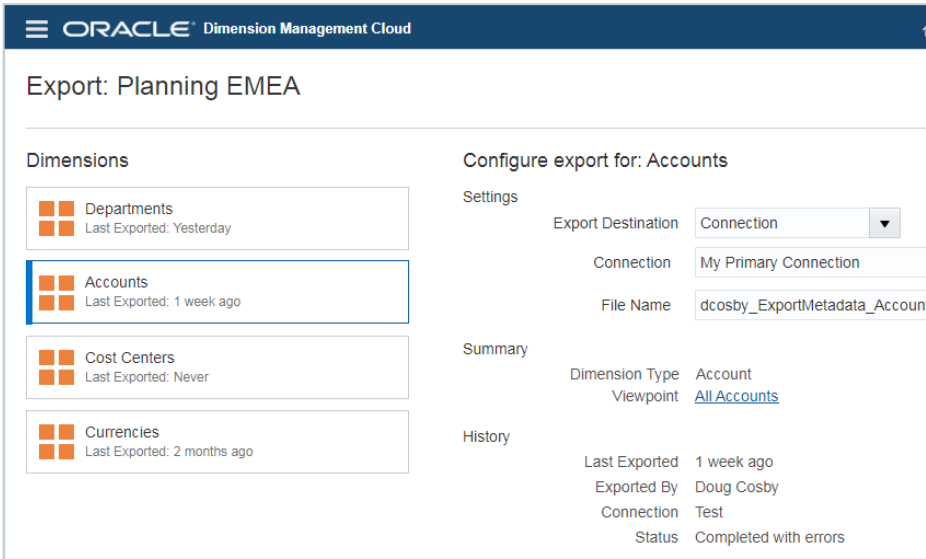 ORACLE Dimension Management Cloud
Export: Planning EMEA
Dimensions
Departments
Last Exported: Yesterday
Accounts
Last Exported: 1 week ago
Cost Centers
Last Exported: Never
Currencies
Last Exported: 2 months ago
Configure export for: Accounts
Settings
Export Destination Connection
Connection My Primary Connection
File Name dcosby_ExportMetadata_Accoun
Summary
Dimension Type Account
Viewpoint All Accounts
History
Last Exported 1 week ago
Exported By Doug Cosby
Connection Test
Status Completed with errors